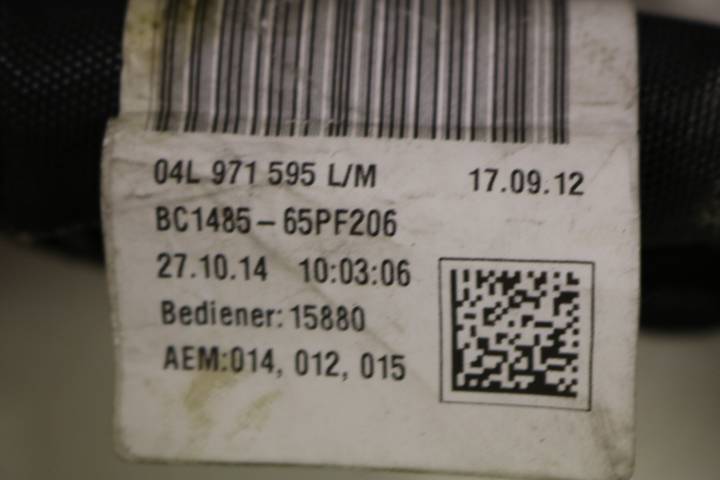 04L 971 595 L/M 17.09.12
BC1485-65PF206
27.10.14 10:03:06
Bediener: 15880
AEM:014, 012, 015